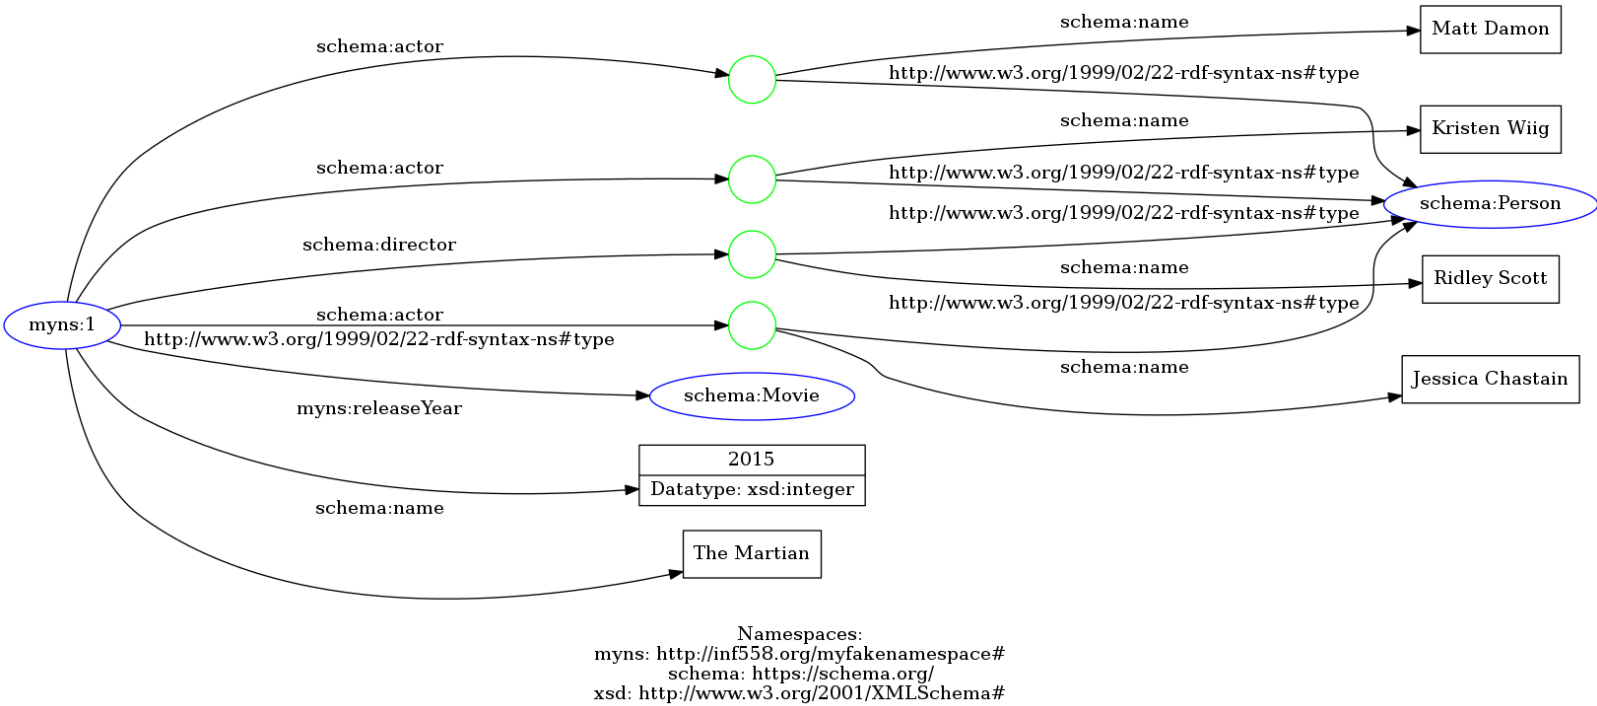 schema:name
Matt Damon
schema:actor
http://www.w3.org/1999/02/22-rdf-syntax-ns#type
schema:name
Kristen Wiig
schema:actor
http://www.w3.org/1999/02/22-rdf-syntax-ns#type
schema:Person
http://www.w3.org/1999/02/22-rdf-syntax-ns#type
schema:director
schema:name
Ridley Scott
http://www.w3.org/1999/02/22-rdf-syntax-ns#type
schema:actor
myns:1
http://www.w3.org/1999/02/22-rdf-syntax-ns#type
schema:name
Jessica Chastain
schema:Movie
myns:releaseYear
2015
Datatype: xsd:integer
schema:name
The Martian
Namespaces:
myns: http://inf558.org/myfakenamespace#
schema: https://schema.org/
xsd: http://www.w3.org/2001/XMLSchema#